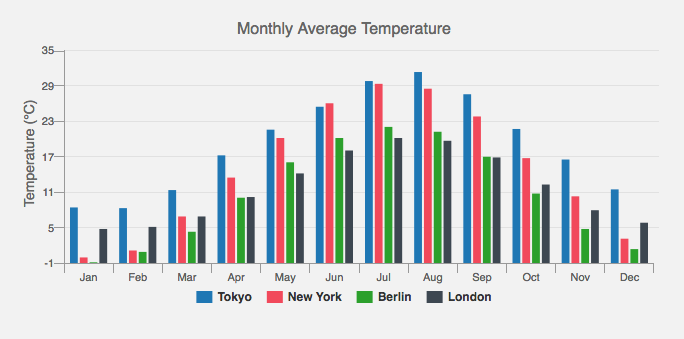 Monthly Average Temperature
Temperature (°C)
35
29
23
17
11
5
-1
Jan Feb Mar Apr May Jun Jul Aug Sep Oct Nov Dec
Tokyo New York Berlin London